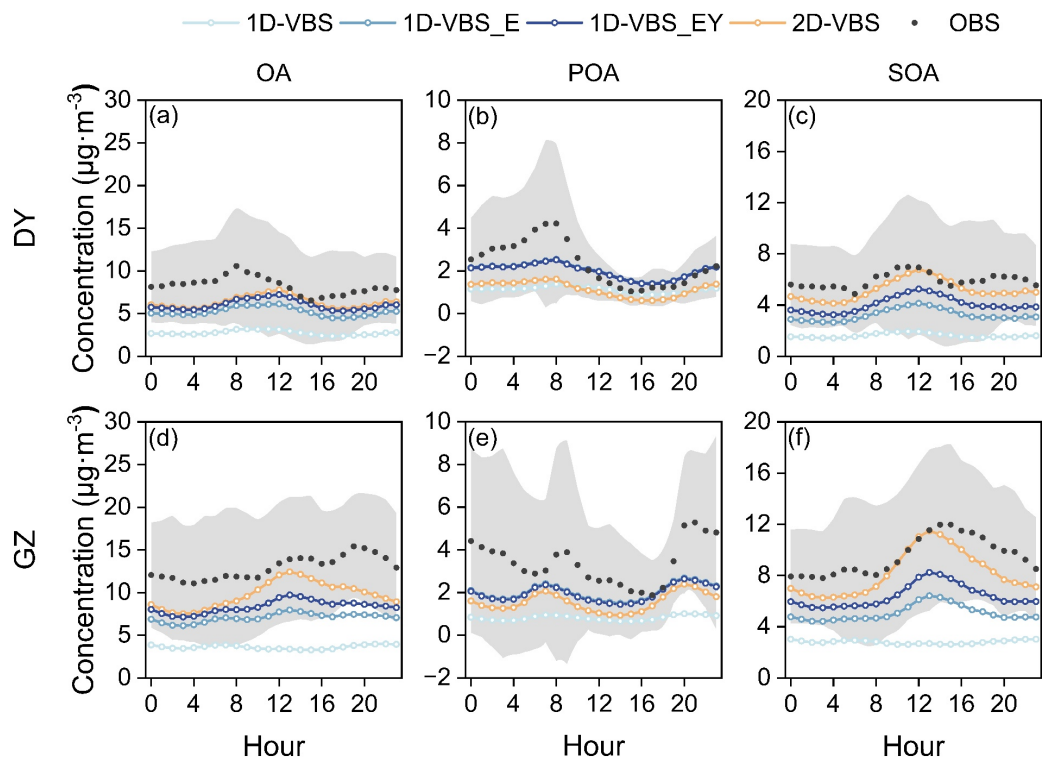 1D-VBS 1D-VBS_E 1D-VBS_EY 2D-VBS OBS
OA POA SOA
DY
Concentration (μg·m⁻³)
(a)
30
25
20
15
10
5
0
0 4 8 12 16 20
(b)
10
8
6
4
2
0
−2
0 4 8 12 16 20
(c)
20
16
12
8
4
0
0 4 8 12 16 20
GZ
Concentration (μg·m⁻³)
(d)
30
25
20
15
10
5
0
0 4 8 12 16 20
Hour
(e)
10
8
6
4
2
0
−2
0 4 8 12 16 20
Hour
(f)
20
16
12
8
4
0
0 4 8 12 16 20
Hour